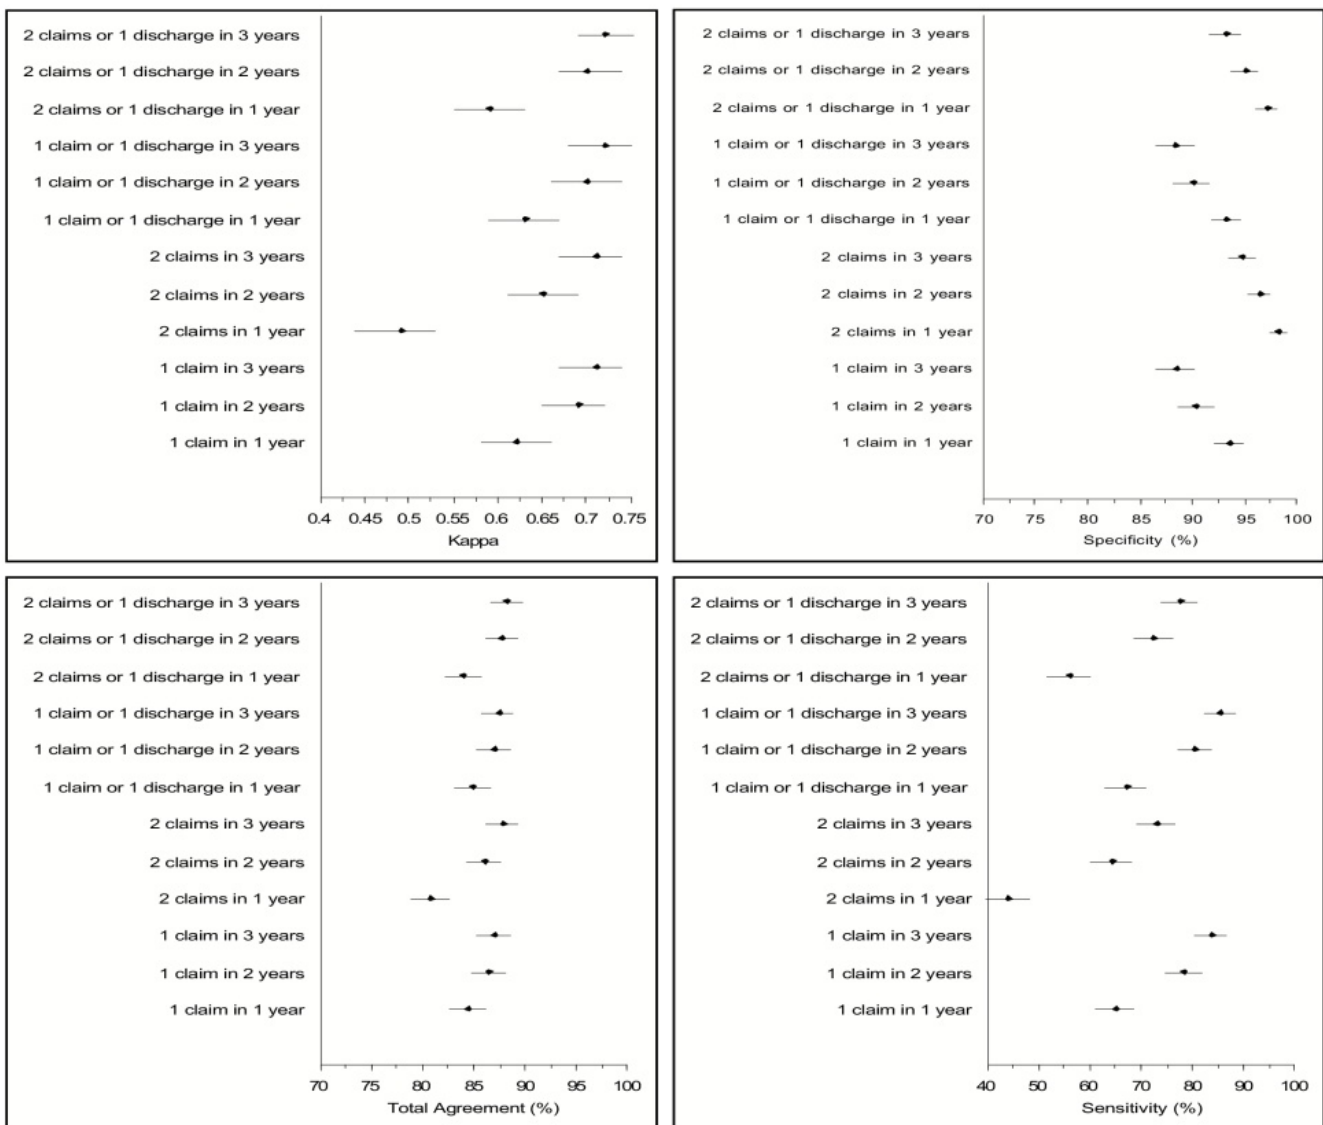 2 claims or 1 discharge in 3 years
2 claims or 1 discharge in 2 years
2 claims or 1 discharge in 1 year
1 claim or 1 discharge in 3 years
1 claim or 1 discharge in 2 years
1 claim or 1 discharge in 1 year
2 claims in 3 years
2 claims in 2 years
2 claims in 1 year
1 claim in 3 years
1 claim in 2 years
1 claim in 1 year
0.4 0.45 0.5 0.55 0.6 0.65 0.7 0.75
Kappa
2 claims or 1 discharge in 3 years
2 claims or 1 discharge in 2 years
2 claims or 1 discharge in 1 year
1 claim or 1 discharge in 3 years
1 claim or 1 discharge in 2 years
1 claim or 1 discharge in 1 year
2 claims in 3 years
2 claims in 2 years
2 claims in 1 year
1 claim in 3 years
1 claim in 2 years
1 claim in 1 year
70 75 80 85 90 95 100
Specificity (%)
2 claims or 1 discharge in 3 years
2 claims or 1 discharge in 2 years
2 claims or 1 discharge in 1 year
1 claim or 1 discharge in 3 years
1 claim or 1 discharge in 2 years
1 claim or 1 discharge in 1 year
2 claims in 3 years
2 claims in 2 years
2 claims in 1 year
1 claim in 3 years
1 claim in 2 years
1 claim in 1 year
70 75 80 85 90 95 100
Total Agreement (%)
2 claims or 1 discharge in 3 years
2 claims or 1 discharge in 2 years
2 claims or 1 discharge in 1 year
1 claim or 1 discharge in 3 years
1 claim or 1 discharge in 2 years
1 claim or 1 discharge in 1 year
2 claims in 3 years
2 claims in 2 years
2 claims in 1 year
1 claim in 3 years
1 claim in 2 years
1 claim in 1 year
40 50 60 70 80 90 100
Sensitivity (%)